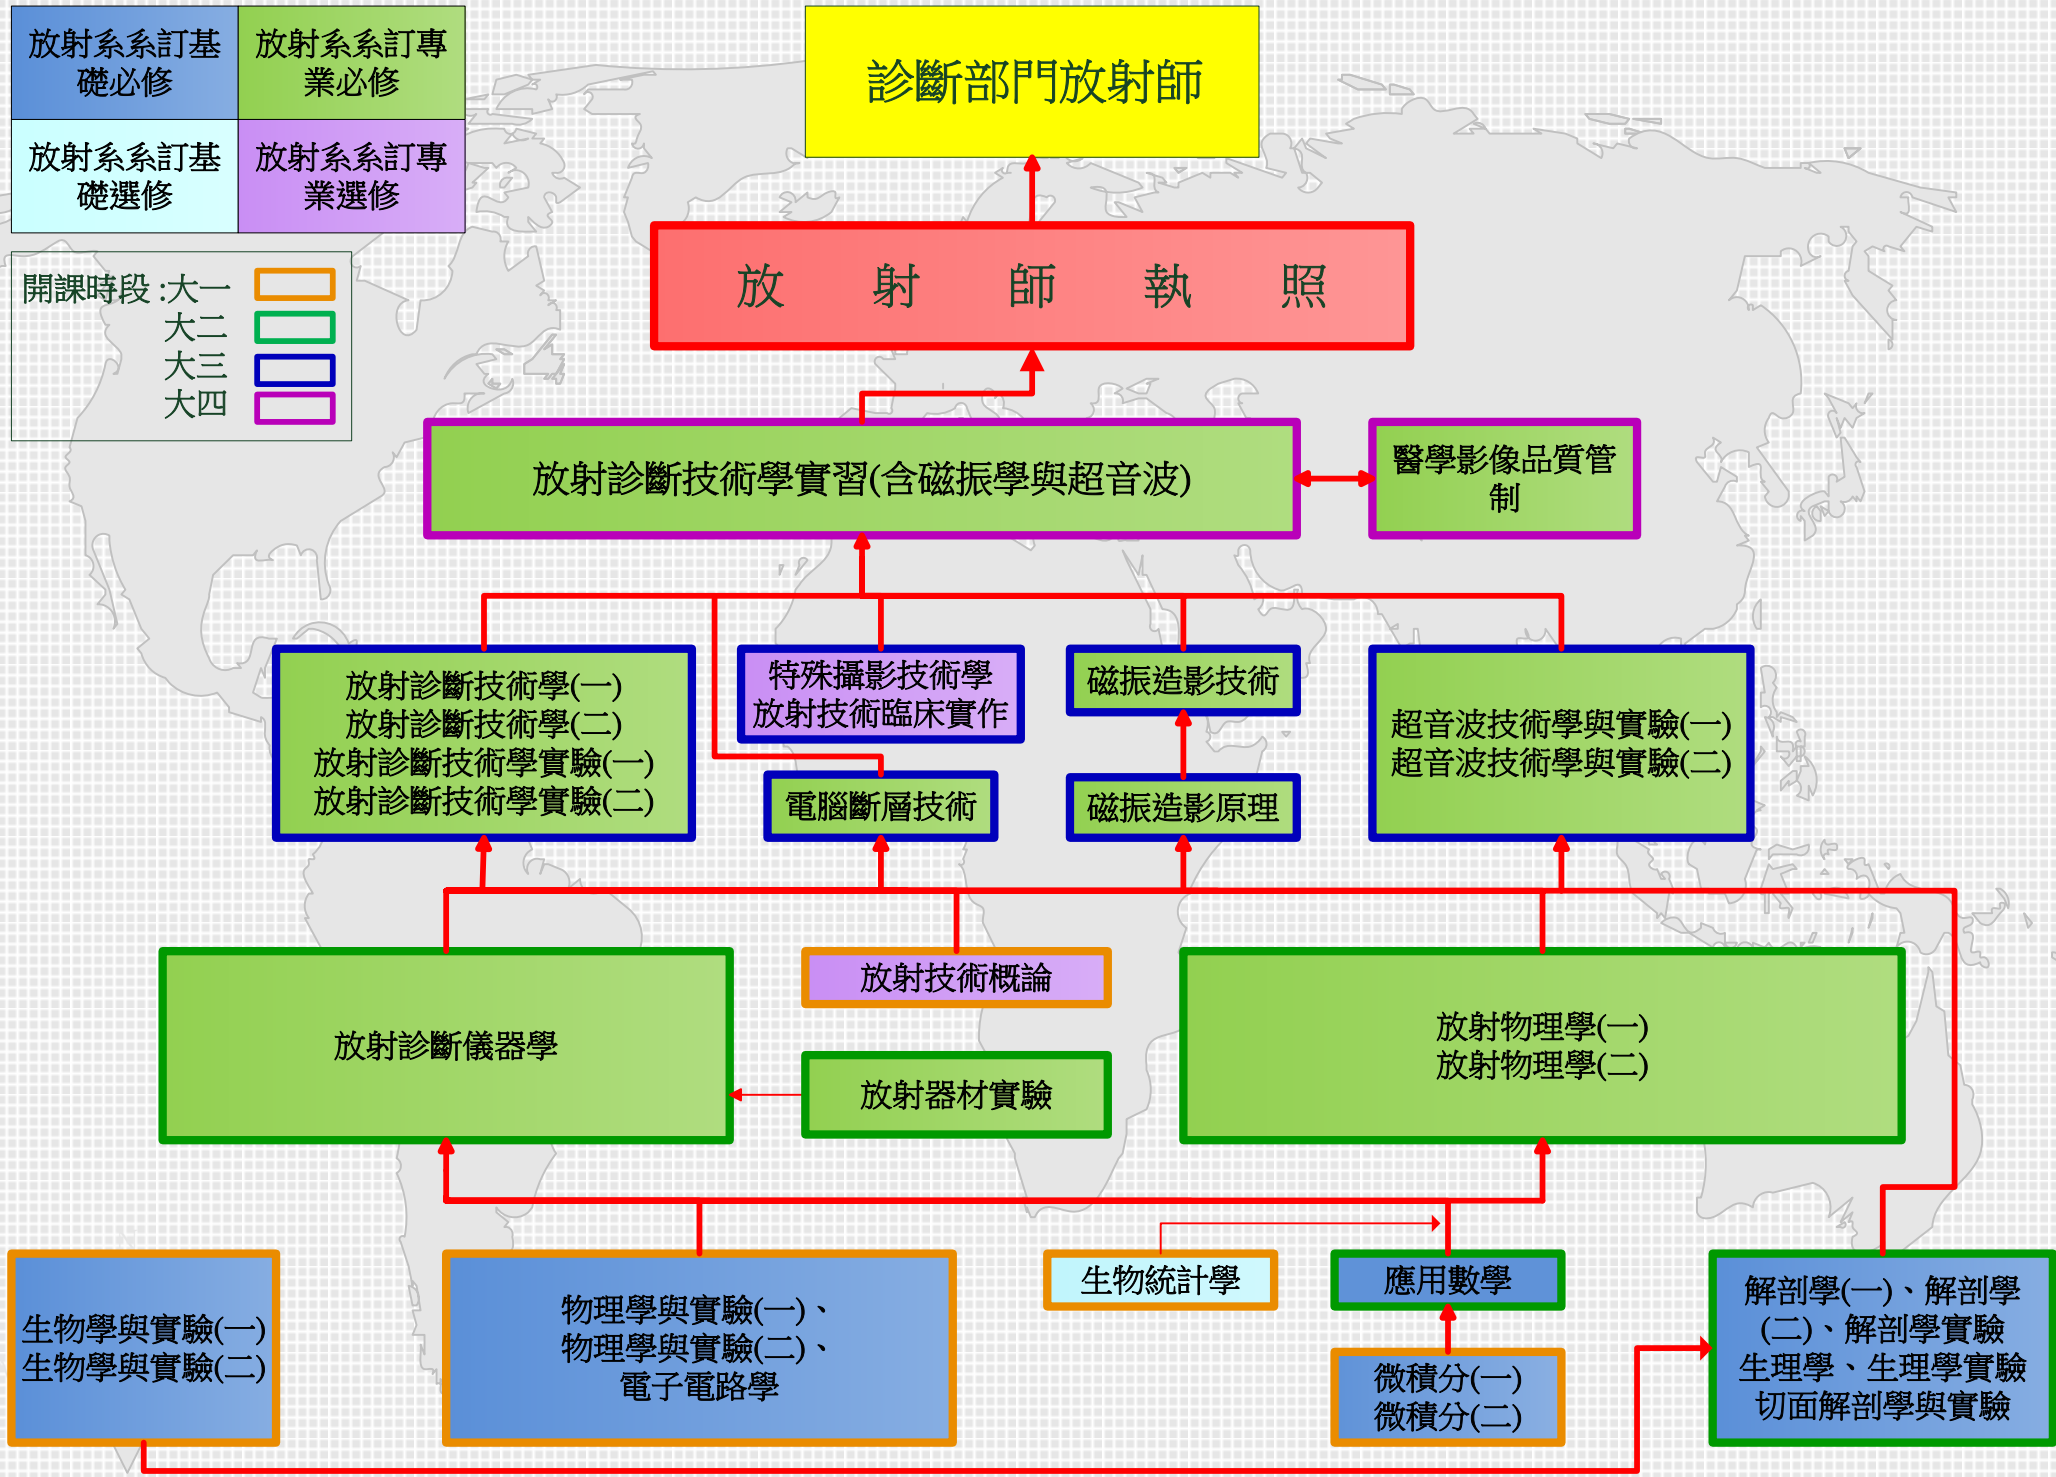 放射系系訂基
礎必修
放射系系訂專
業必修
放射系系訂基
礎選修
放射系系訂專
業選修
開課時段:大一
大二
大三
大四
診斷部門放射師
放射師執照
放射診斷技術學實習(含磁振學與超音波)
醫學影像品質管
制
放射診斷技術學(一)
放射診斷技術學(二)
放射診斷技術學實驗(一)
放射診斷技術學實驗(二)
特殊攝影技術學
放射技術臨床實作
電腦斷層技術
磁振造影技術
磁振造影原理
超音波技術學與實驗(一)
超音波技術學與實驗(二)
放射診斷儀器學
放射技術概論
放射器材實驗
放射物理學(一)
放射物理學(二)
生物學與實驗(一)
生物學與實驗(二)
物理學與實驗(一)、
物理學與實驗(二)、
電子電路學
生物統計學
應用數學
微積分(一)
微積分(二)
解剖學(一)、解剖學
(二)、解剖學實驗
生理學、生理學實驗
切面解剖學與實驗